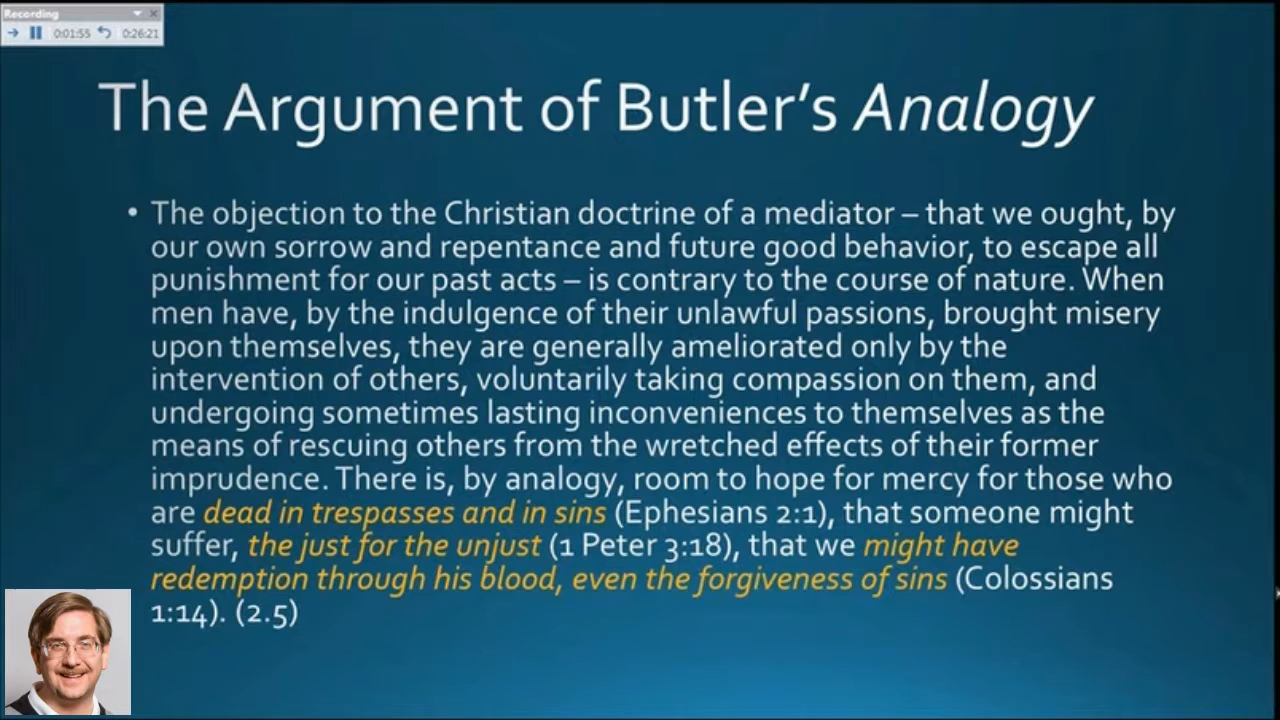 Recording
0:01:55 0:26:21
The Argument of Butler's Analogy
• The objection to the Christian doctrine of a mediator – that we ought, by
our own sorrow and repentance and future good behavior, to escape all
punishment for our past acts – is contrary to the course of nature. When
men have, by the indulgence of their unlawful passions, brought misery
upon themselves, they are generally ameliorated only by the
intervention of others, voluntarily taking compassion on them, and
undergoing sometimes lasting inconveniences to themselves as the
means of rescuing others from the wretched effects of their former
imprudence. There is, by analogy, room to hope for mercy for those who
are dead in trespasses and in sins (Ephesians 2:1), that someone might
suffer, the just for the unjust (1 Peter 3:18), that we might have
redemption through his blood, even the forgiveness of sins (Colossians
1:14). (2.5)